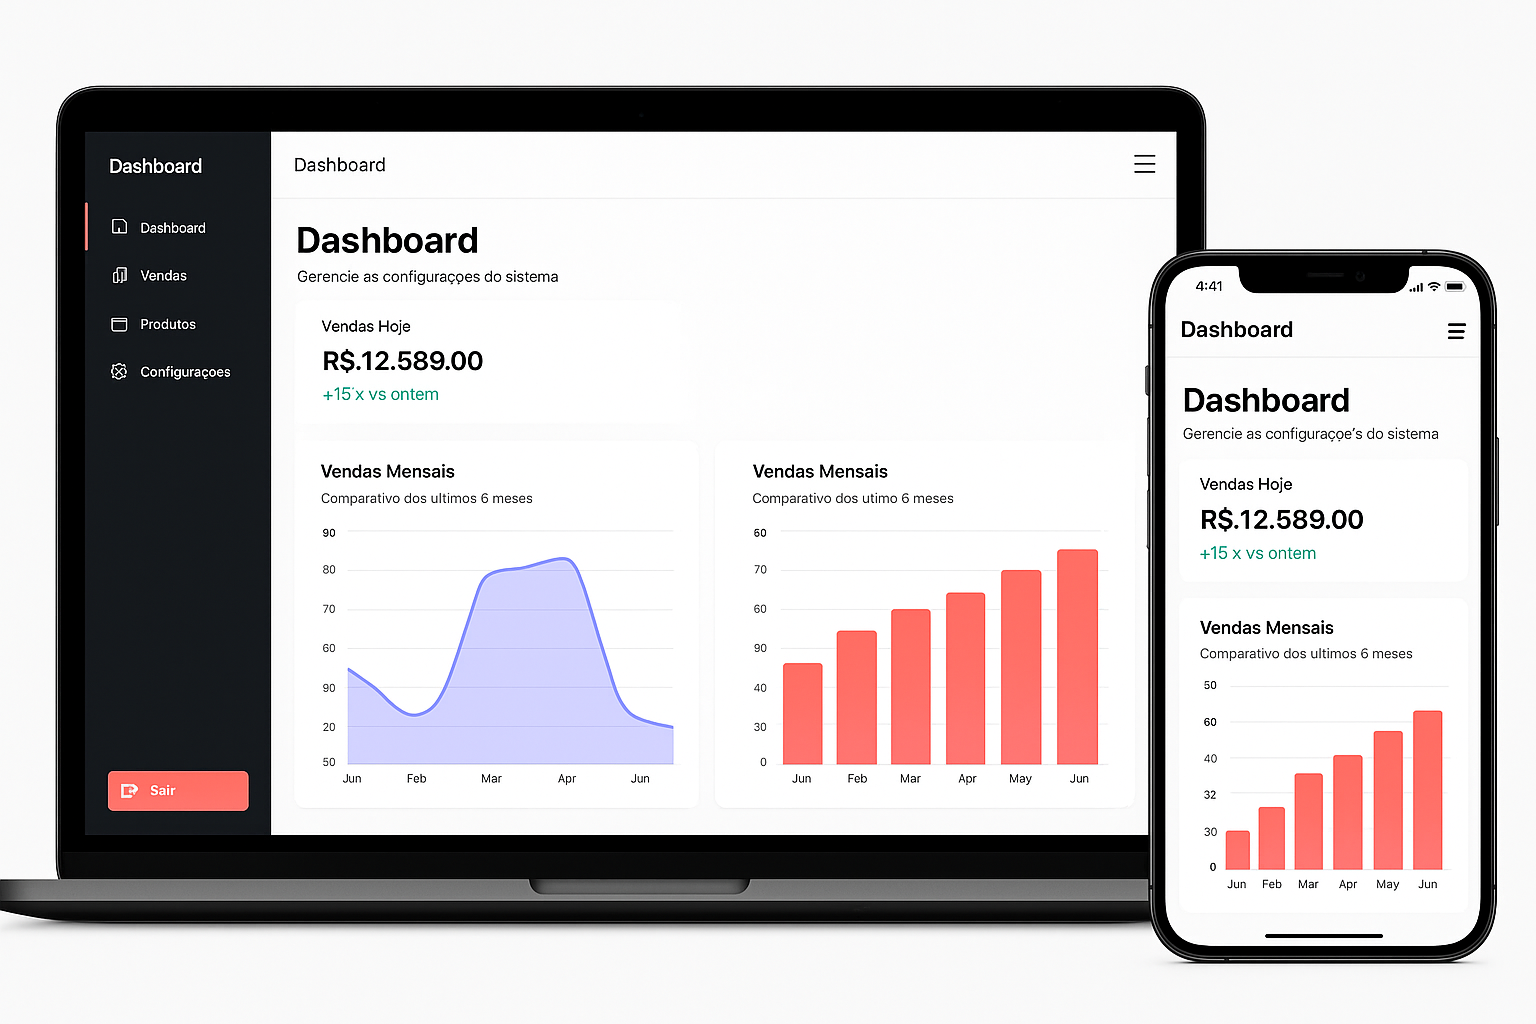 Dashboard
Dashboard
Vendas
Produtos
Configuraçoes
Sair
Dashboard
Dashboard
Gerencie as configuraçpes do sistema
Vendas Hoje
R$.12.589.00
+15 x vs ontem
Vendas Mensais
Comparativo dos ultimos 6 meses
90
80
70
60
90
20
50
Jun Feb Mar Apr Jun
Vendas Mensais
Comparativo dos utimo 6 meses
60
70
60
90
40
30
0
Jun Feb Mar Apr May Jun
4:41
Dashboard
Dashboard
Gerencie as configuraçoe's do sistema
Vendas Hoje
R$.12.589.00
+15 x vs ontem
Vendas Mensais
Comparativo dos ultimos 6 meses
50
60
40
32
30
0
Jun Feb Mar Apr May Jun